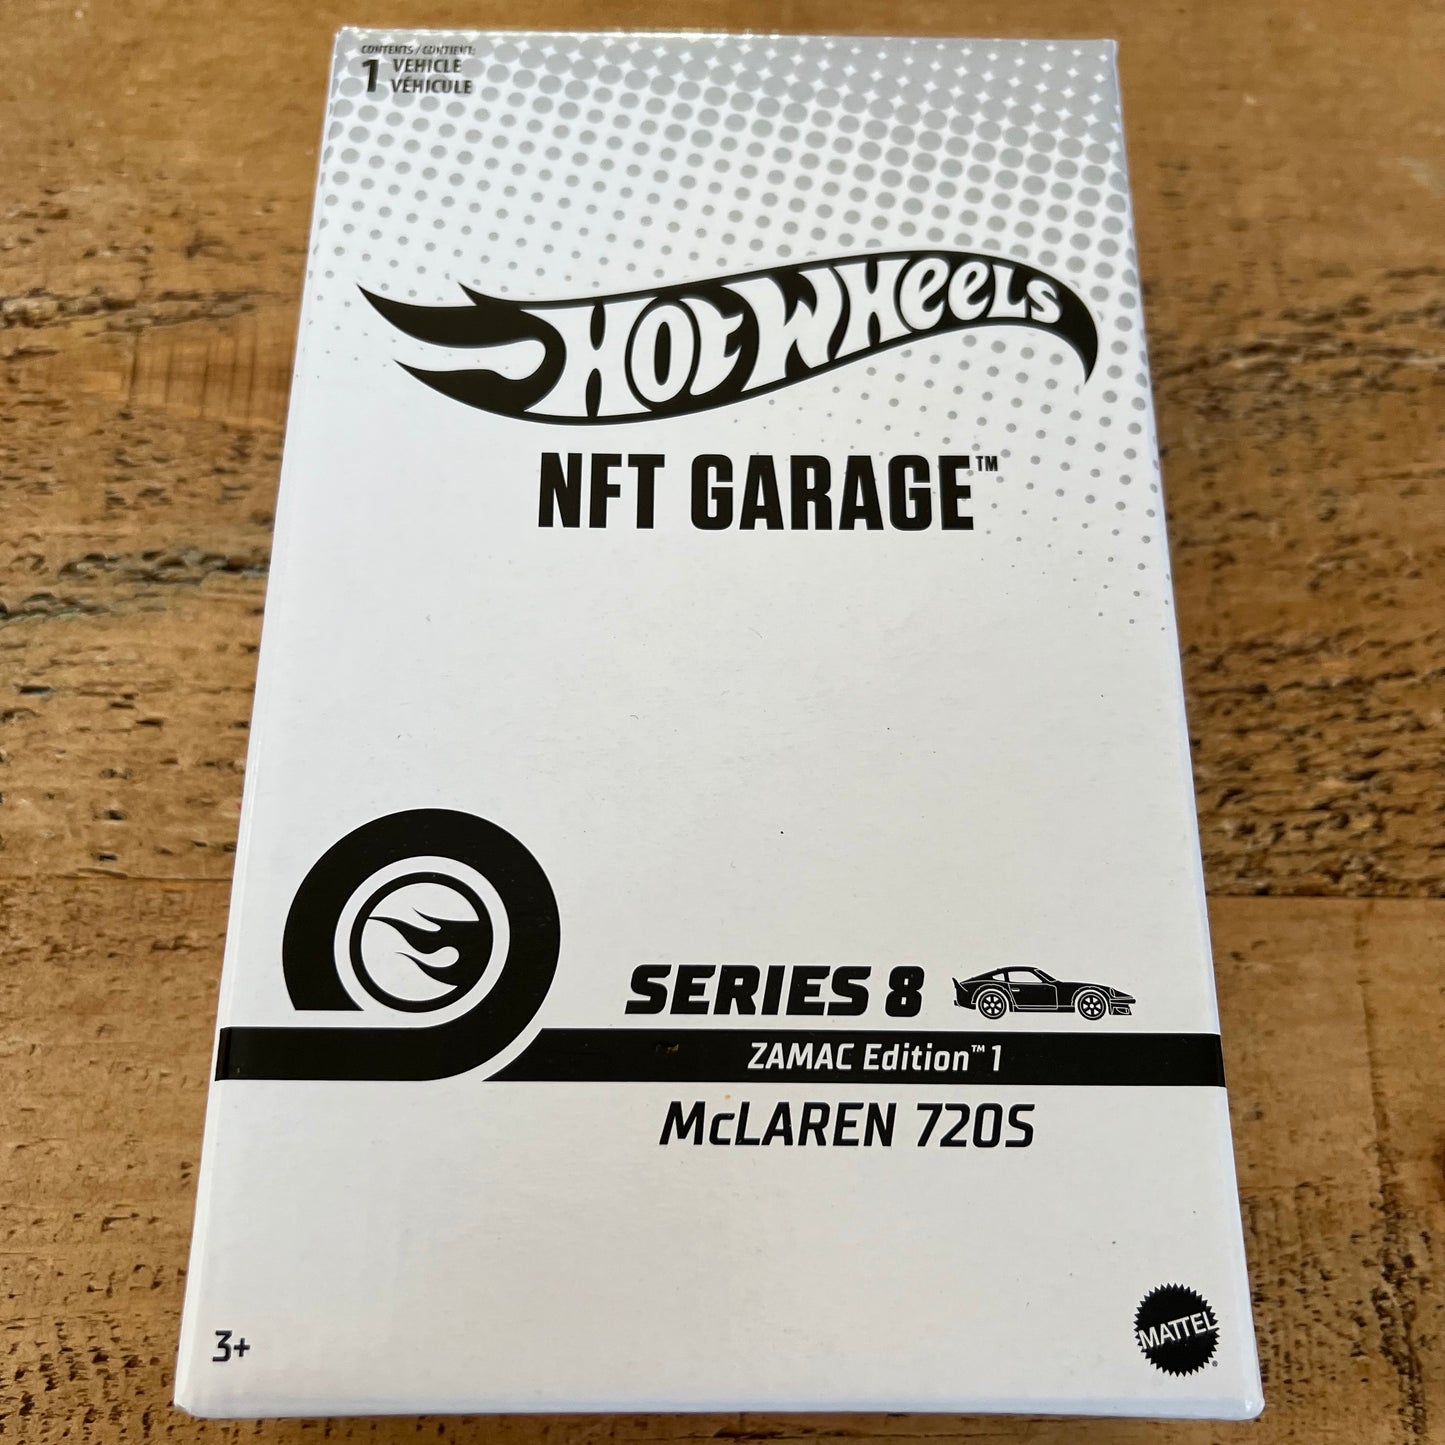 CONTENTS / CONTIENT:
1 VEHICLE
VÉHICULE
HOT WHEELS
NFT GARAGE™
SERIES 8
ZAMAC Edition™ 1
McLAREN 720S
3+
MATTEL®